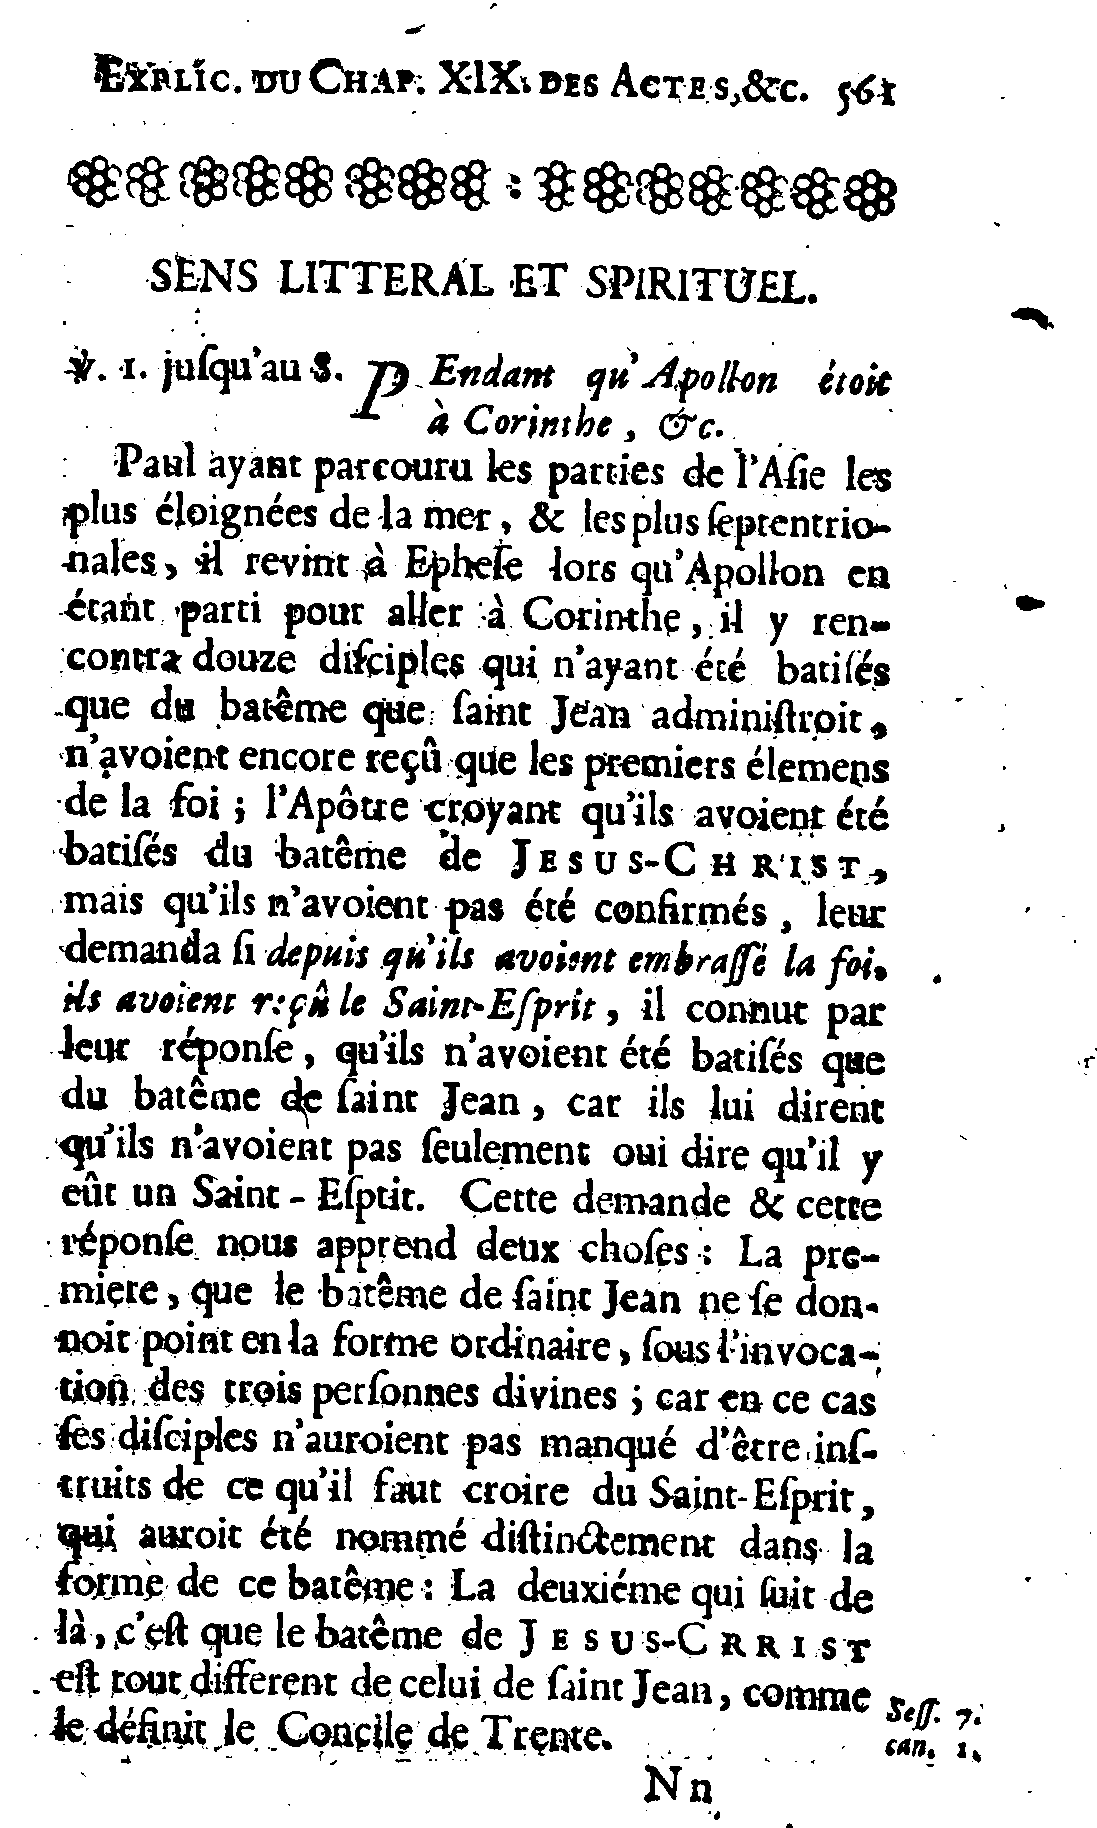 EXPLIC. DU CHAP. XIX. DES ACTES, &c. 561
SENS LITTERAL ET SPIRITUEL.
℣. 1. juſqu'au 8. PEndant qu'Apollon étoit
à Corinthe, &c.
Paul ayant parcouru les parties de l'Aſie les
plus éloignées de la mer, & les plus ſeptentrio-
nales, il revint à Epheſe lors qu'Apollon en
étant parti pour aller à Corinthe, il y ren-
contra douze diſciples qui n'ayant été batiſés
que du batême que ſaint Jean adminiſtroit,
n'avoient encore reçû que les premiers élemens
de la foi; l'Apôtre croyant qu'ils avoient été
batiſés du batême de JESUS-CHRIST,
mais qu'ils n'avoient pas été confirmés, leur
demanda ſi depuis qu'ils avoient embraſſé la foi,
ils avoient reçû le Saint-Eſprit, il connut par
leur réponſe, qu'ils n'avoient été batiſés que
du batême de ſaint Jean, car ils lui dirent
qu'ils n'avoient pas ſeulement oui dire qu'il y
eût un Saint-Eſptit. Cette demande & cette
réponſe nous apprend deux choſes: La pre-
miere, que le batême de ſaint Jean ne ſe don-
noit point en la forme ordinaire, ſous l'invoca-
tion des trois perſonnes divines; car en ce cas
ſes diſciples n'auroient pas manqué d'être inſ-
truits de ce qu'il faut croire du Saint-Eſprit,
qui auroit été nommé diſtinctement dans la
forme de ce batême: La deuxiéme qui ſuit de
là, c'eſt que le batême de JESUS-CRRIST
eſt tout different de celui de ſaint Jean, comme
le définit le Concile de Trente.
Seſſ. 7.
can. 1.
Nn